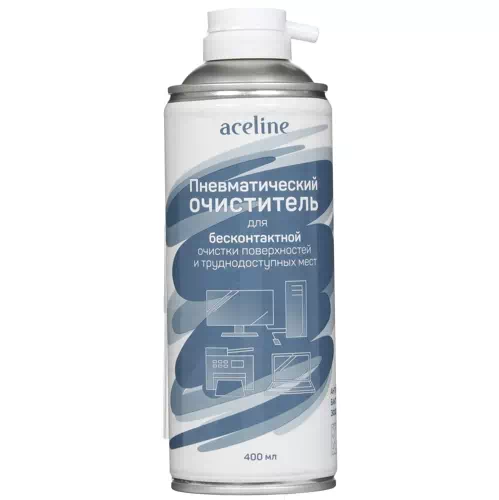 aceline
Пневматический
очиститель
для
бесконтактной
очистки поверхностей
и труднодоступных мест
400 мл